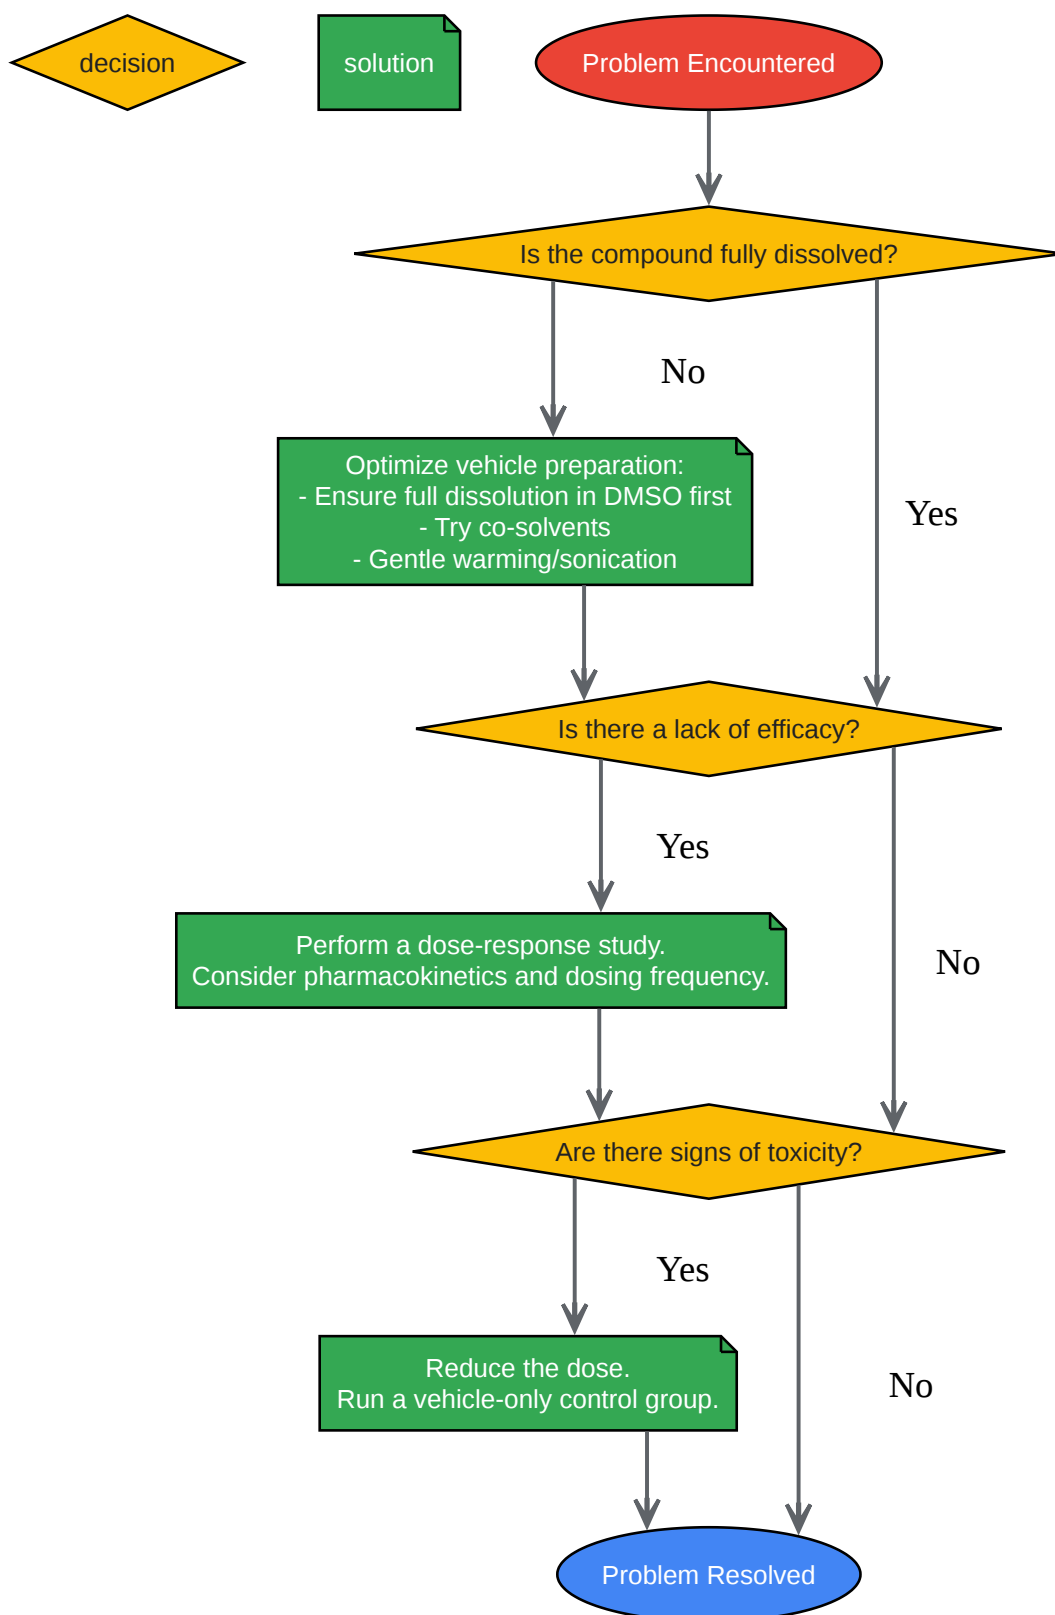 decision
solution
Problem Encountered
Is the compound fully dissolved?
No
Optimize vehicle preparation:
- Ensure full dissolution in DMSO first
- Try co-solvents
- Gentle warming/sonication
Yes
Is there a lack of efficacy?
Yes
Perform a dose-response study.
Consider pharmacokinetics and dosing frequency.
No
Are there signs of toxicity?
Yes
Reduce the dose.
Run a vehicle-only control group.
No
Problem Resolved